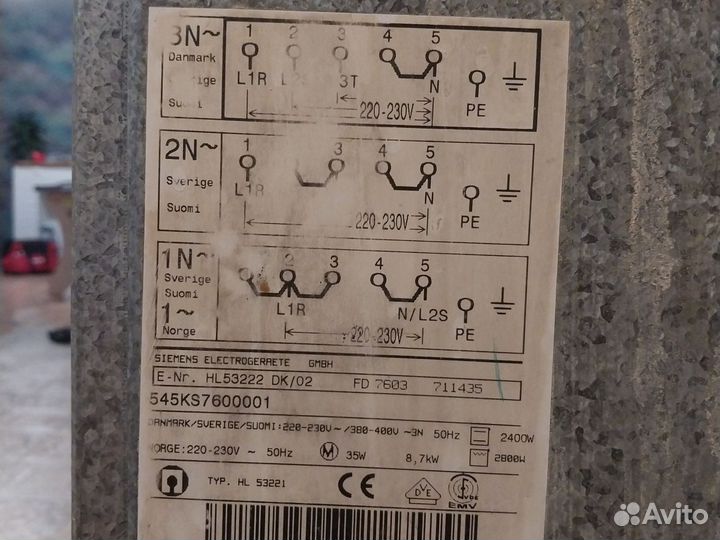 3N~ 1 2 3 4 5
Danmark
L1R L2S 3T N PE
Suomi 220-230V
2N~ 1 3 4 5
Sverige L1R N PE
Suomi 220-230V
1N~ 2 3 4 5
Sverige
Suomi L1R N/L2S PE
1~ 220-230V
Norge
SIEMENS ELECTROGERAETE GMBH
E-Nr. HL53222 DK/02 FD 7603 711435
545KS7600001
DANMARK/SVERIGE/SUOMI:220-230V~/380-400V~3N 50Hz 2400W
NORGE:220-230V ~ 50Hz M 35W 8,7kW 2800W
TYP. HL 53221 CE DVE VDE
EMV
Avito